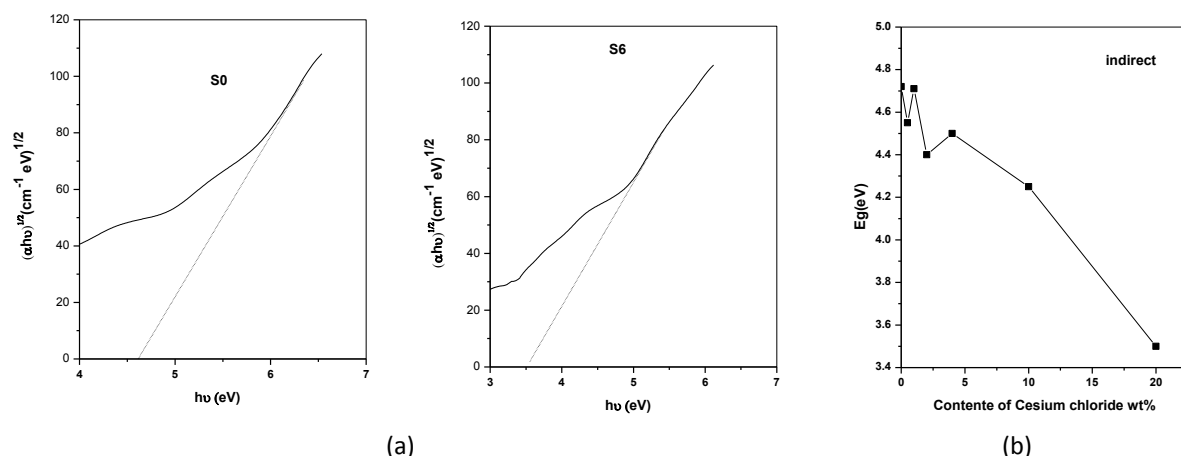 120
100
80
60
40
20
0
(αhυ)^1/2(cm^-1 eV)^1/2
S0
4 5 6 7
hυ (eV)
120
100
80
60
40
20
0
(αhυ)^1/2(cm^-1 eV)^1/2
S6
3 4 5 6 7
hυ (eV)
(a)
5.0
4.8
4.6
4.4
4.2
4.0
3.8
3.6
3.4
Eg(eV)
indirect
0 5 10 15 20
Contente of Cesium chloride wt%
(b)